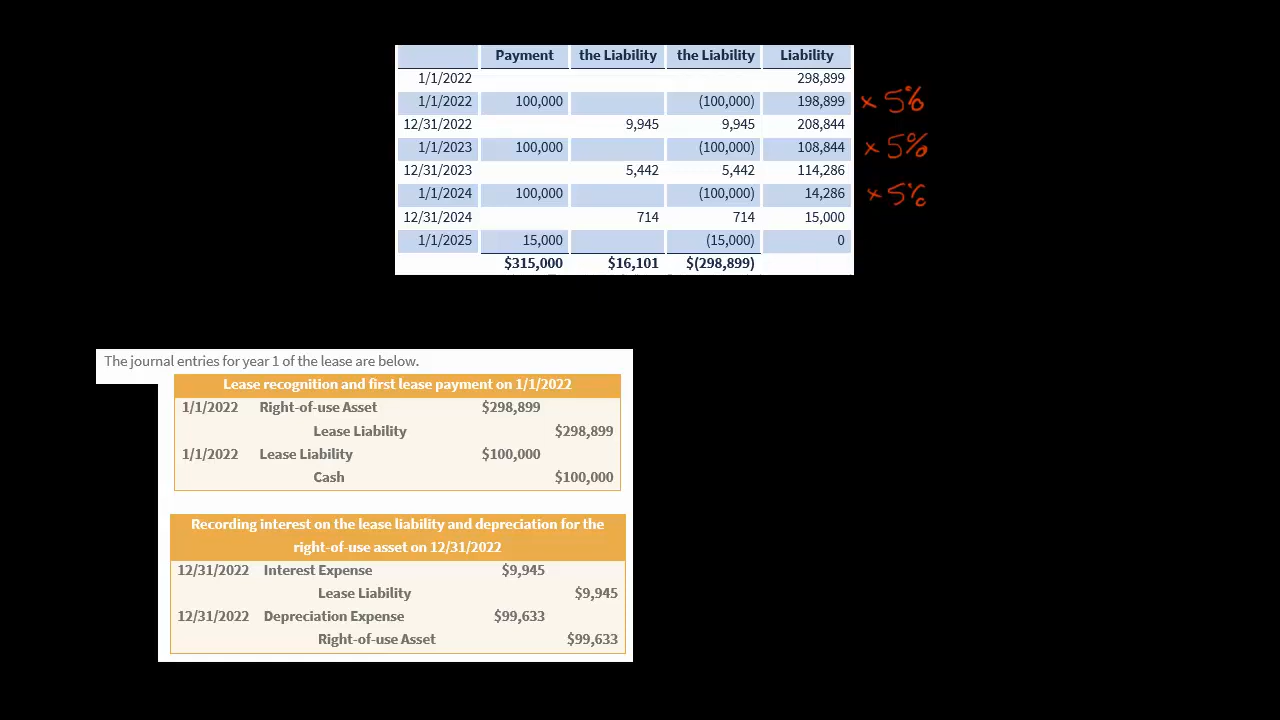 Payment the Liability the Liability Liability
1/1/2022 298,899
1/1/2022 100,000 (100,000) 198,899 x 5%
12/31/2022 9,945 9,945 208,844
1/1/2023 100,000 (100,000) 108,844 x 5%
12/31/2023 5,442 5,442 114,286
1/1/2024 100,000 (100,000) 14,286 x 5%
12/31/2024 714 714 15,000
1/1/2025 15,000 (15,000) 0
$315,000 $16,101 $(298,899)
The journal entries for year 1 of the lease are below.
Lease recognition and first lease payment on 1/1/2022
1/1/2022 Right-of-use Asset $298,899
Lease Liability $298,899
1/1/2022 Lease Liability $100,000
Cash $100,000
Recording interest on the lease liability and depreciation for the
right-of-use asset on 12/31/2022
12/31/2022 Interest Expense $9,945
Lease Liability $9,945
12/31/2022 Depreciation Expense $99,633
Right-of-use Asset $99,633